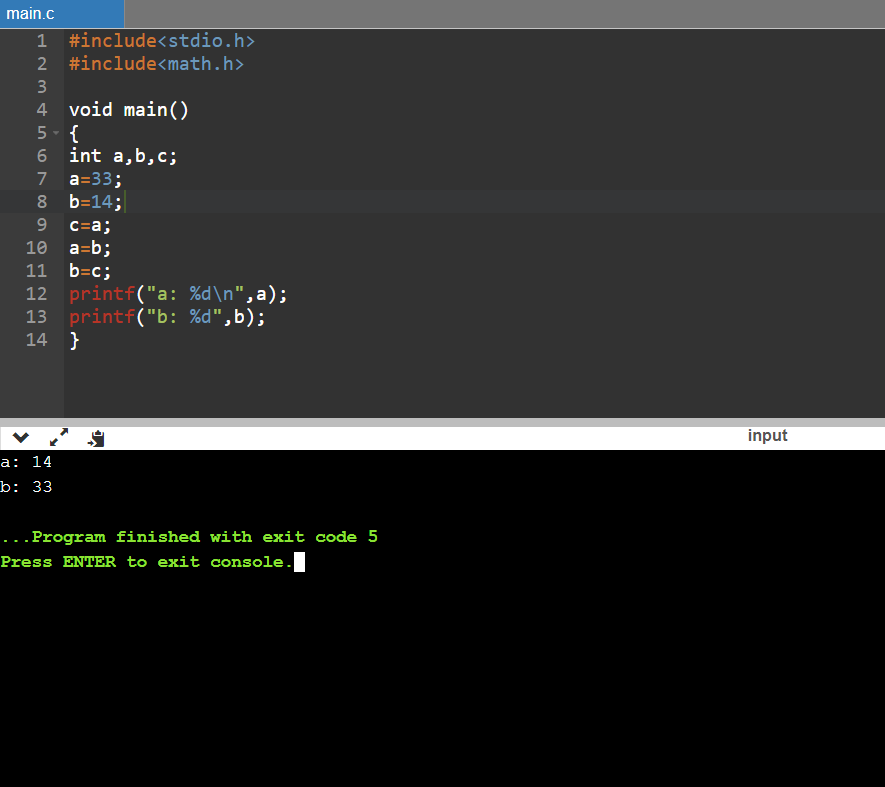 main.c
1 #include<stdio.h>
2 #include<math.h>
3
4 void main()
5 {
6 int a,b,c;
7 a=33;
8 b=14;
9 c=a;
10 a=b;
11 b=c;
12 printf("a: %d\n",a);
13 printf("b: %d",b);
14 }
input
a: 14
b: 33
...Program finished with exit code 5
Press ENTER to exit console.